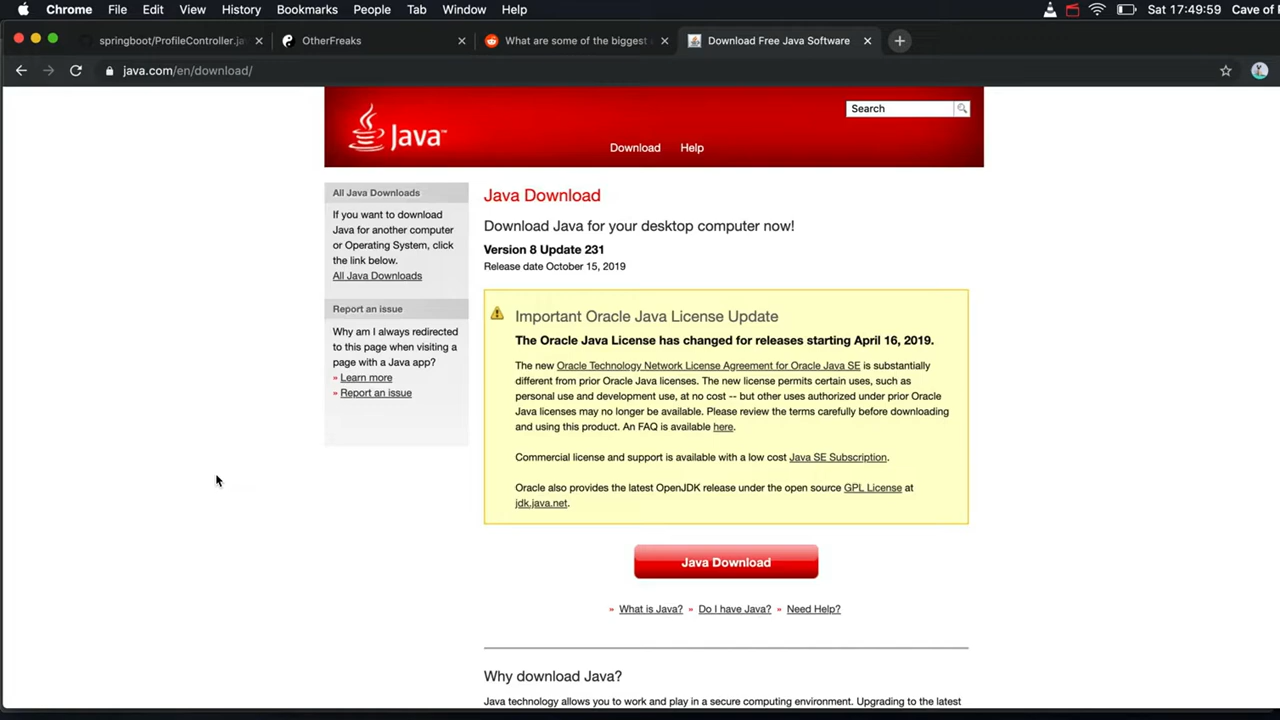 Chrome File Edit View History Bookmarks People Tab Window Help Sat 17:49:59 Cave of
springboot/ProfileController.ja
OtherFreaks
What are some of the biggest
Download Free Java Software
java.com/en/download/
Search
Java™
Download Help
All Java Downloads
If you want to download
Java for another computer
or Operating System, click
the link below.
All Java Downloads
Report an issue
Why am I always redirected
to this page when visiting a
page with a Java app?
» Learn more
» Report an issue
Java Download
Download Java for your desktop computer now!
Version 8 Update 231
Release date October 15, 2019
Important Oracle Java License Update
The Oracle Java License has changed for releases starting April 16, 2019.
The new Oracle Technology Network License Agreement for Oracle Java SE is substantially
different from prior Oracle Java licenses. The new license permits certain uses, such as
personal use and development use, at no cost -- but other uses authorized under prior Oracle
Java licenses may no longer be available. Please review the terms carefully before downloading
and using this product. An FAQ is available here.
Commercial license and support is available with a low cost Java SE Subscription.
Oracle also provides the latest OpenJDK release under the open source GPL License at
jdk.java.net.
Java Download
» What is Java? » Do I have Java? » Need Help?
Why download Java?
Java technology allows you to work and play in a secure computing environment. Upgrading to the latest